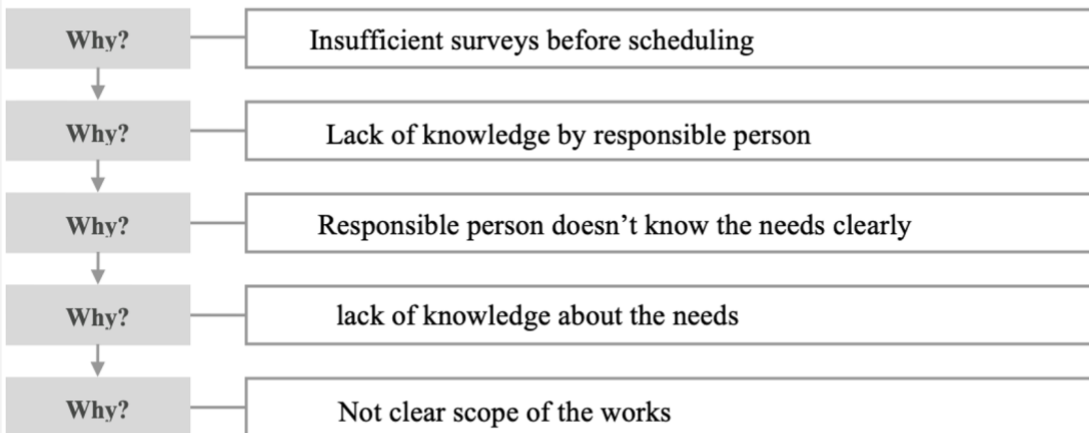 Why? Insufficient surveys before scheduling
Why? Lack of knowledge by responsible person
Why? Responsible person doesn’t know the needs clearly
Why? lack of knowledge about the needs
Why? Not clear scope of the works